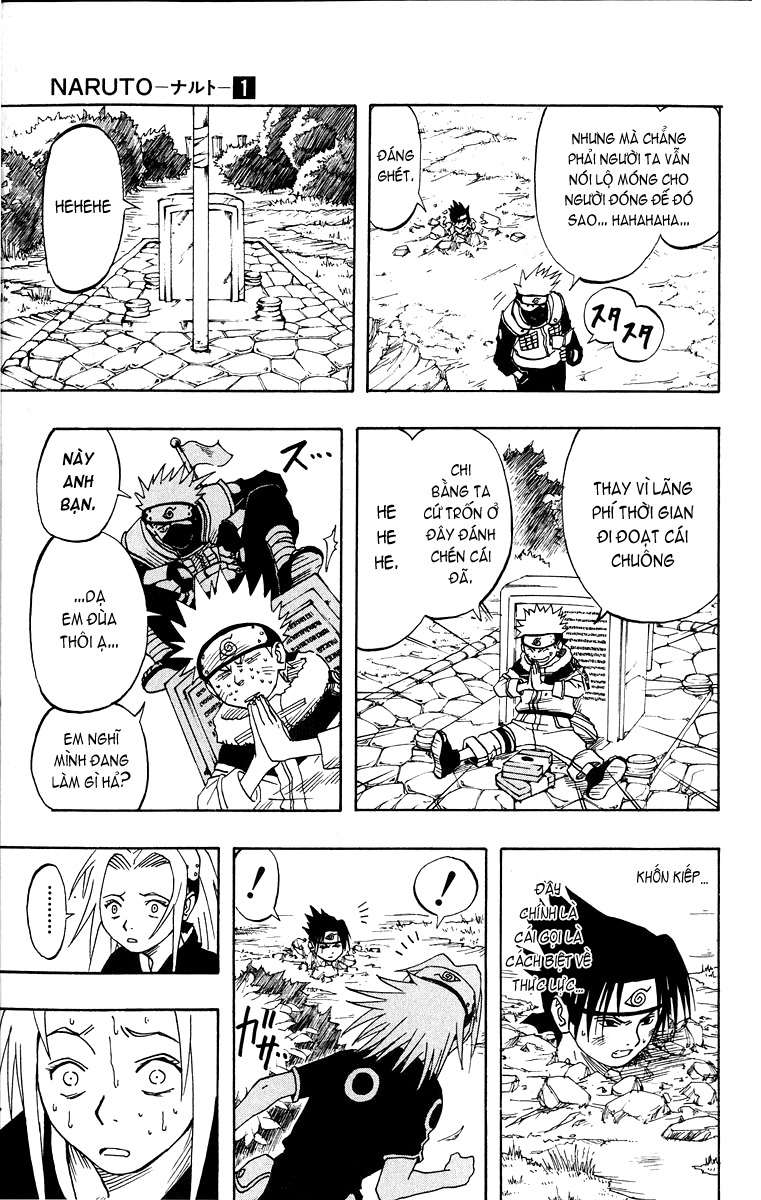 NARUTO—ナルト—1
NHƯNG MÀ CHẲNG
PHẢI NGƯỜI TA VẪN
NÓI LỘ MÓNG CHO
NGƯỜI ĐÓNG ĐẾ ĐÓ
SAO... HAHAHAHA...
ĐÁNG
GHÉT.
スタ
スタ
HEHEHE
THAY VÌ LÃNG
PHÍ THỜI GIAN
ĐI ĐOẠT CÁI
CHUÔNG
CHI
BẰNG TA
CỨ TRỐN Ở
ĐÂY ĐÁNH
CHÉN CÁI
ĐÃ.
HE
HE
HE.
ス...
NÀY
ANH
BẠN.
...DẠ
EM ĐÙA
THÔI Ạ...
EM NGHĨ
MÌNH ĐANG
LÀM GÌ HẢ?
KHỐN KIẾP...
ĐÂY
CHÍNH LÀ
CÁI GỌI LÀ
CÁCH BIỆT VỀ
THỰC LỰC...
!
!
ガサ...
.........